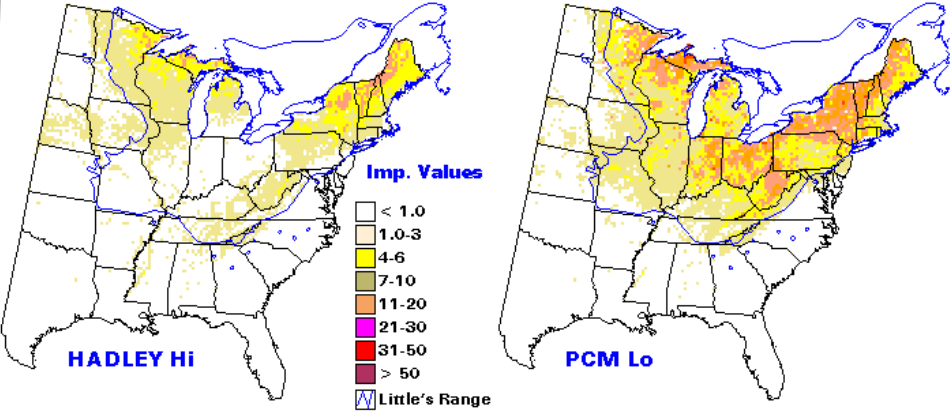 Imp. Values
< 1.0
1.0-3
4-6
7-10
11-20
21-30
31-50
> 50
Little's Range
HADLEY Hi
PCM Lo